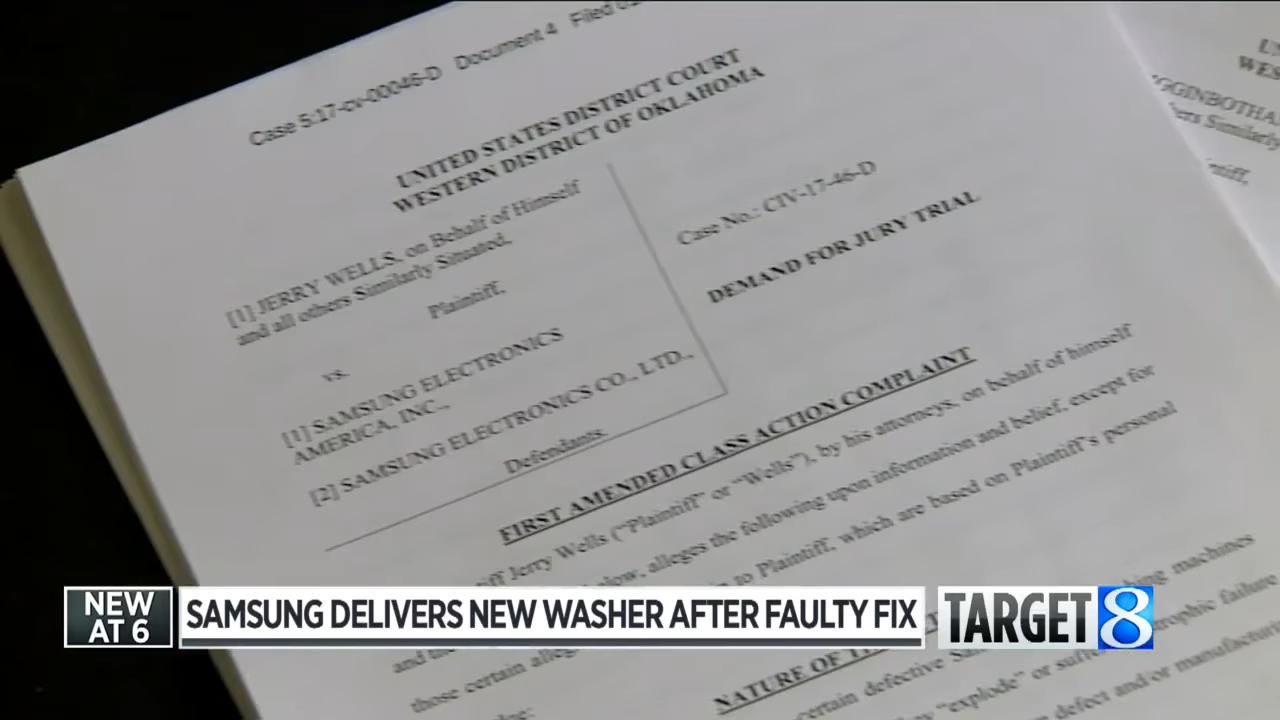 Case 5:17-cv-00046-D Document 4 Filed
UNITED STATES DISTRICT COURT
WESTERN DISTRICT OF OKLAHOMA
[1] JERRY WELLS, on Behalf of Himself
and all others Similarly Situated,
Plaintiff,
vs.
[1] SAMSUNG ELECTRONICS
AMERICA, INC.,
[2] SAMSUNG ELECTRONICS CO., LTD.,
Defendants.
Case No.: CIV-17-46-D
DEMAND FOR JURY TRIAL
FIRST AMENDED CLASS ACTION COMPLAINT
Jerry Wells ("Plaintiff" or "Wells"), by his attorneys, on behalf of himself
alleges the following upon information and belief, except for
those certain to Plaintiff, which are based on Plaintiff's personal
NATURE OF
defective machines
"explode" or failure
defect and/or
NEW
AT 6
SAMSUNG DELIVERS NEW WASHER AFTER FAULTY FIX
TARGET 8